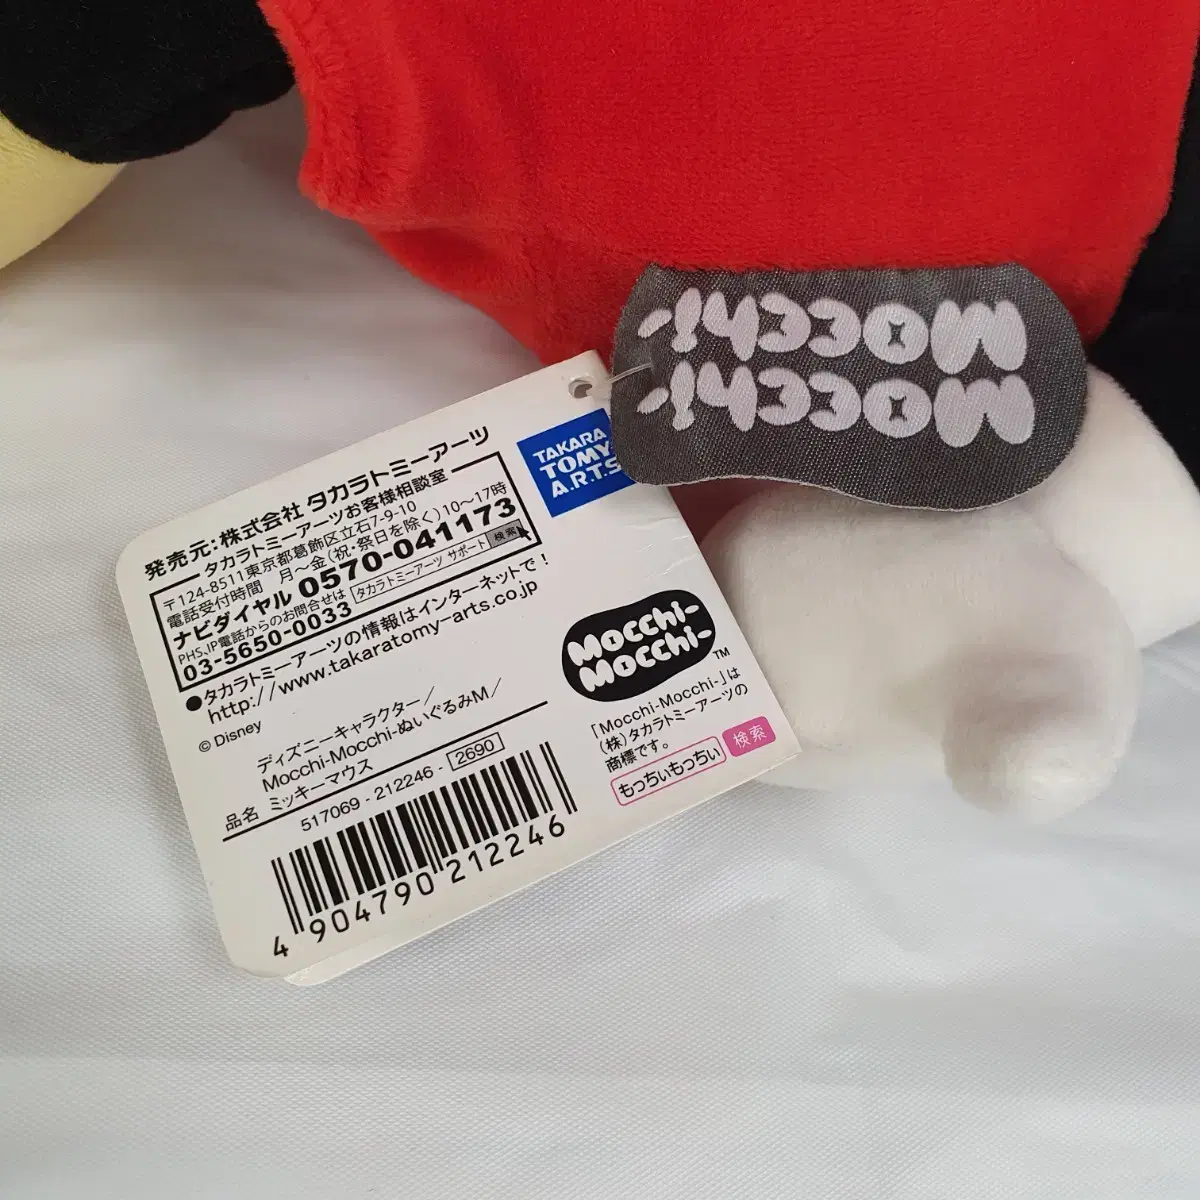 Mocchi-
Mocchi-
TAKARA
TOMY
A.R.T.S
発売元:株式会社 タカラトミーアーツ
タカラトミーアーツお客様相談室
〒124-8511東京都葛飾区立石7-9-10
電話受付時間 月～金(祝・祭日を除く)10～17時
ナビダイヤル 0570-041173
PHS、IP電話からのお問合せは タカラトミーアーツ サポート 検索
03-5650-0033
●タカラトミーアーツの情報はインターネットで!
http://www.takaratomy-arts.co.jp
© Disney
ディズニーキャラクター/
Mocchi-Mocchi-ぬいぐるみM/
品名 ミッキーマウス
517069-212246-2690
4 904790 212246
Mocchi-
Mocchi-
TM
「Mocchi-Mocchi-」は
(株)タカラトミーアーツの
商標です。
もっちぃもっちぃ 検索